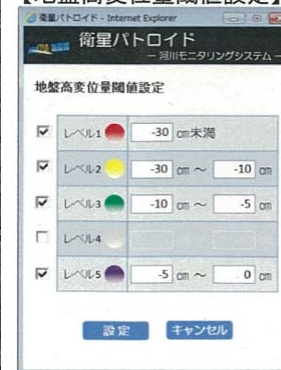 【地盤高変位量閾値設定】
衛星パトロイド - Internet Explorer
衛星パトロイド
― 河川モニタリングシステム ―
地盤高変位量閾値設定
レベル1 -30 cm未満
レベル2 -30 cm ～ -10 cm
レベル3 -10 cm ～ -5 cm
レベル4
レベル5 -5 cm ～ 0 cm
設定 キャンセル